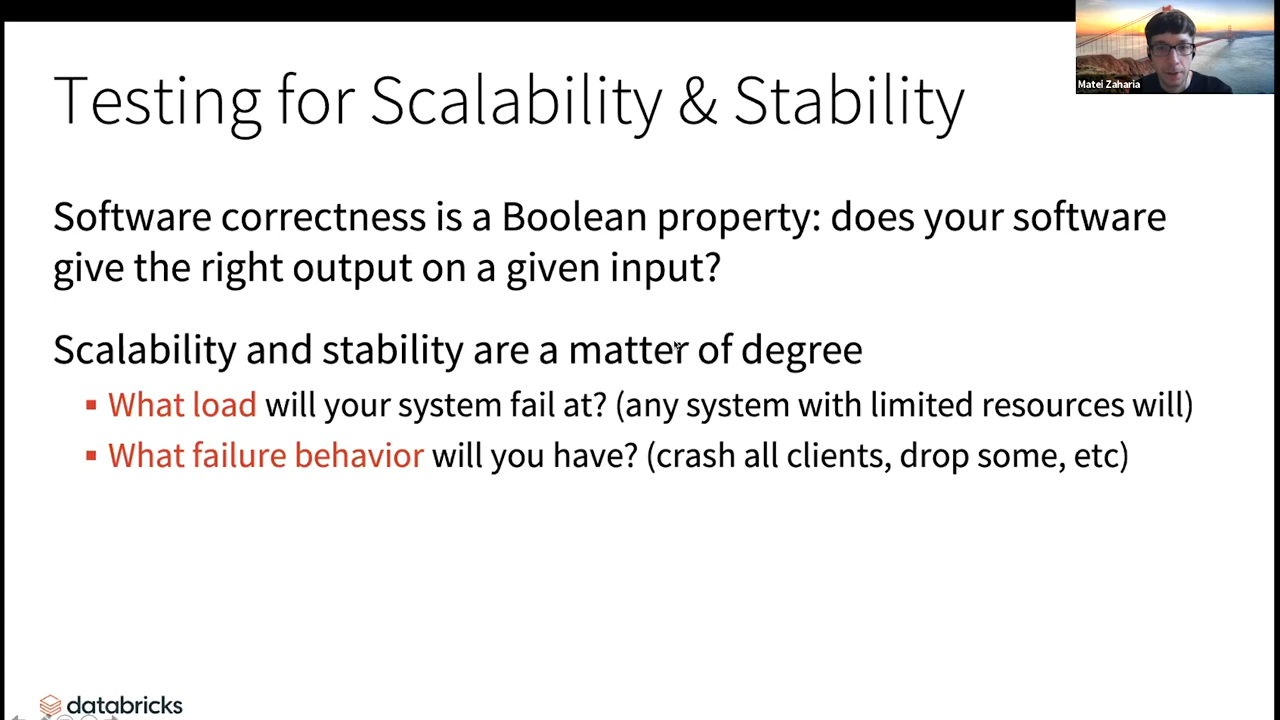 Matei Zaharia
Testing for Scalability & Stability
Software correctness is a Boolean property: does your software
give the right output on a given input?
Scalability and stability are a matter of degree
▪ What load will your system fail at? (any system with limited resources will)
▪ What failure behavior will you have? (crash all clients, drop some, etc)
databricks